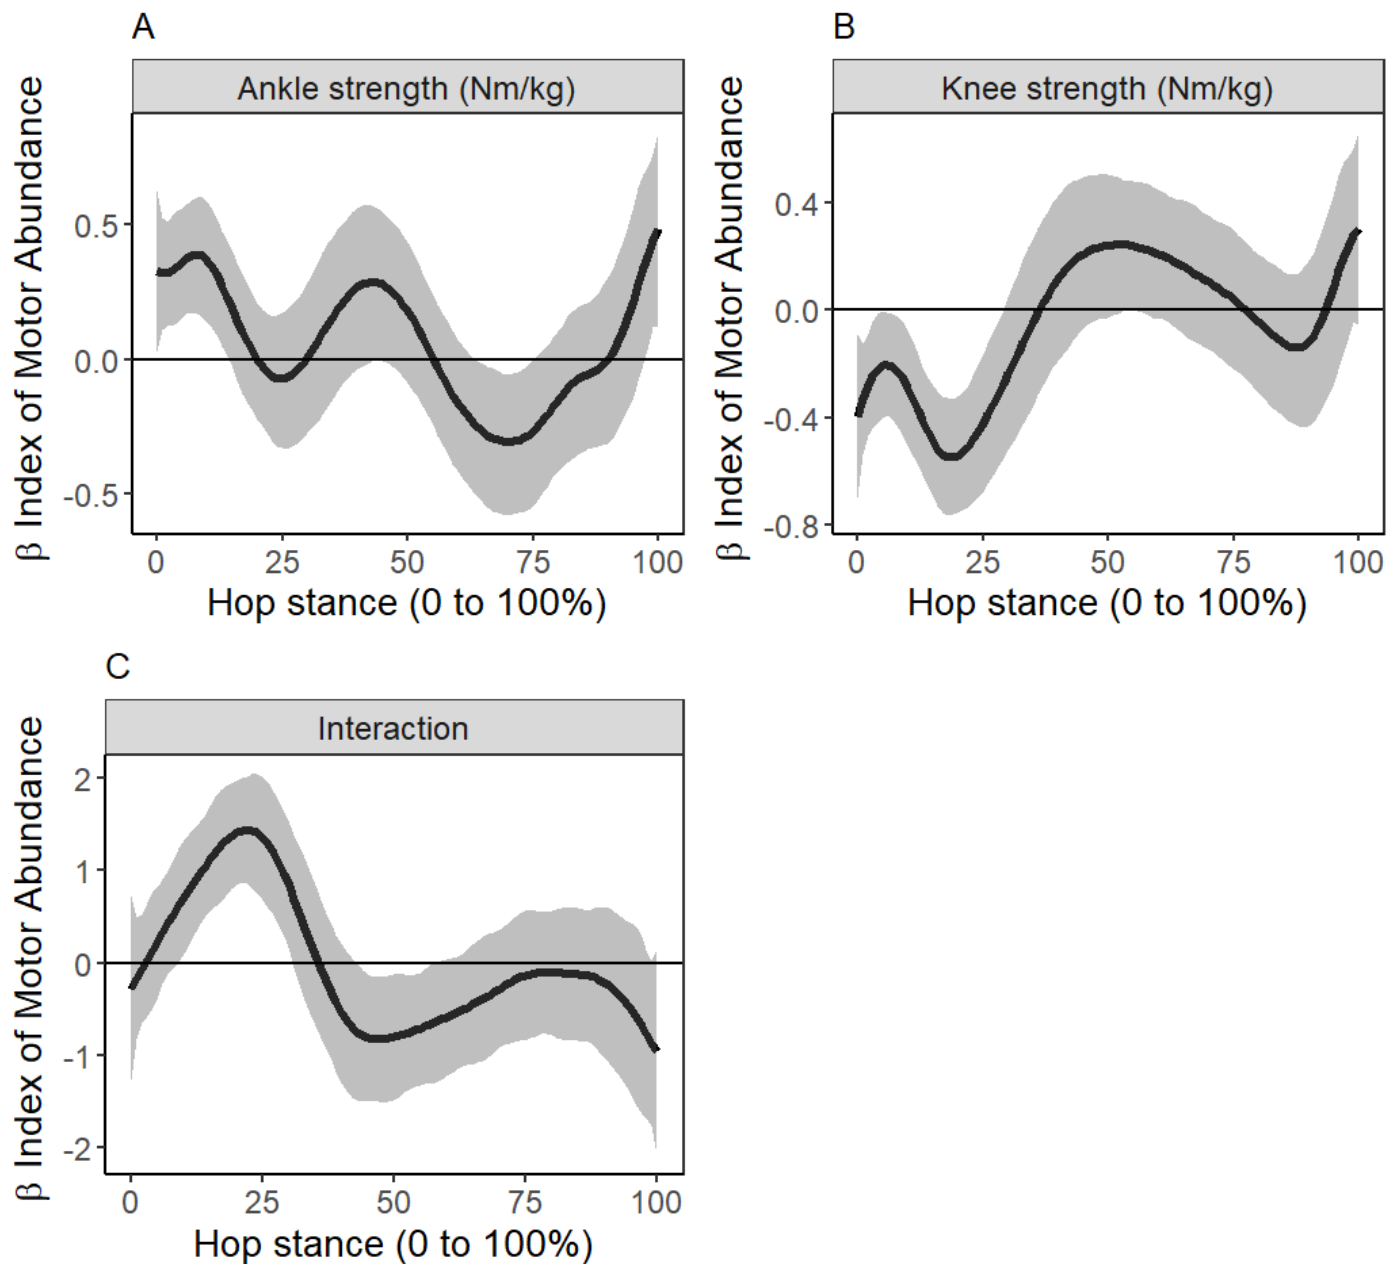 A
Ankle strength (Nm/kg)
β Index of Motor Abundance
0.5
0.0
-0.5
0 25 50 75 100
Hop stance (0 to 100%)
B
Knee strength (Nm/kg)
β Index of Motor Abundance
0.4
0.0
-0.4
-0.8
0 25 50 75 100
Hop stance (0 to 100%)
C
Interaction
β Index of Motor Abundance
2
1
0
-1
-2
0 25 50 75 100
Hop stance (0 to 100%)